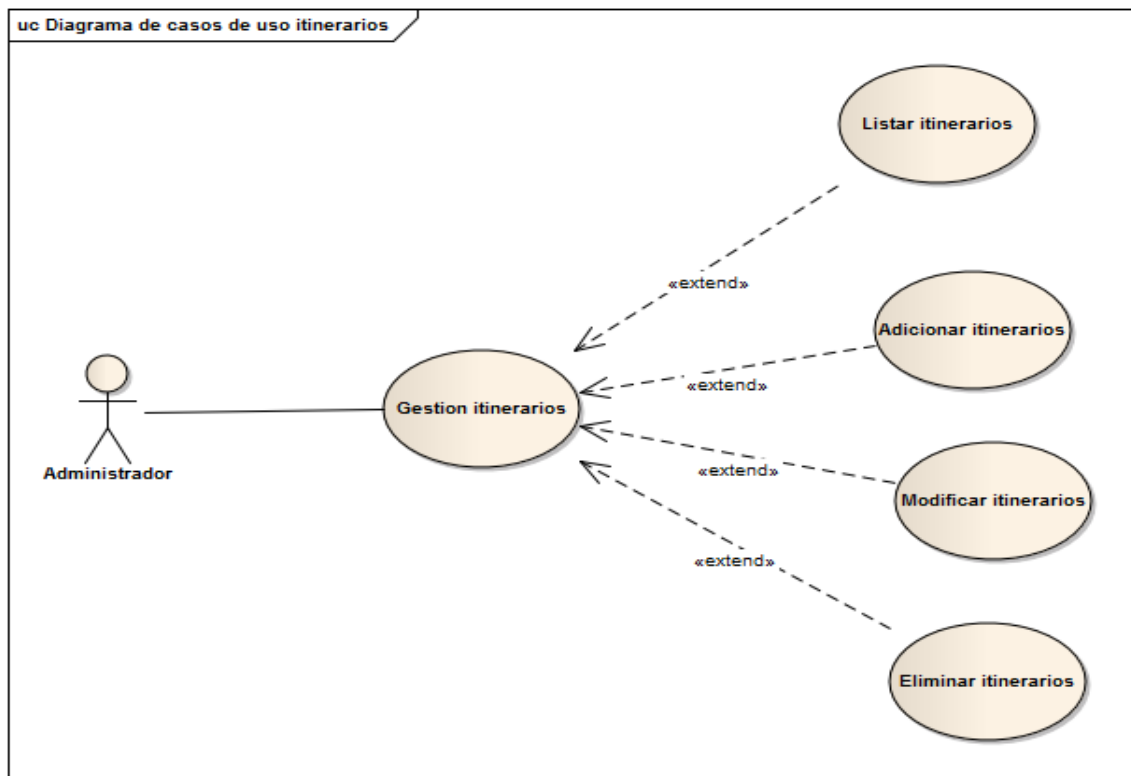 uc Diagrama de casos de uso itinerarios
Listar itinerarios
«extend»
Adicionar itinerarios
«extend»
Gestion itinerarios
Administrador
«extend»
Modificar itinerarios
«extend»
Eliminar itinerarios